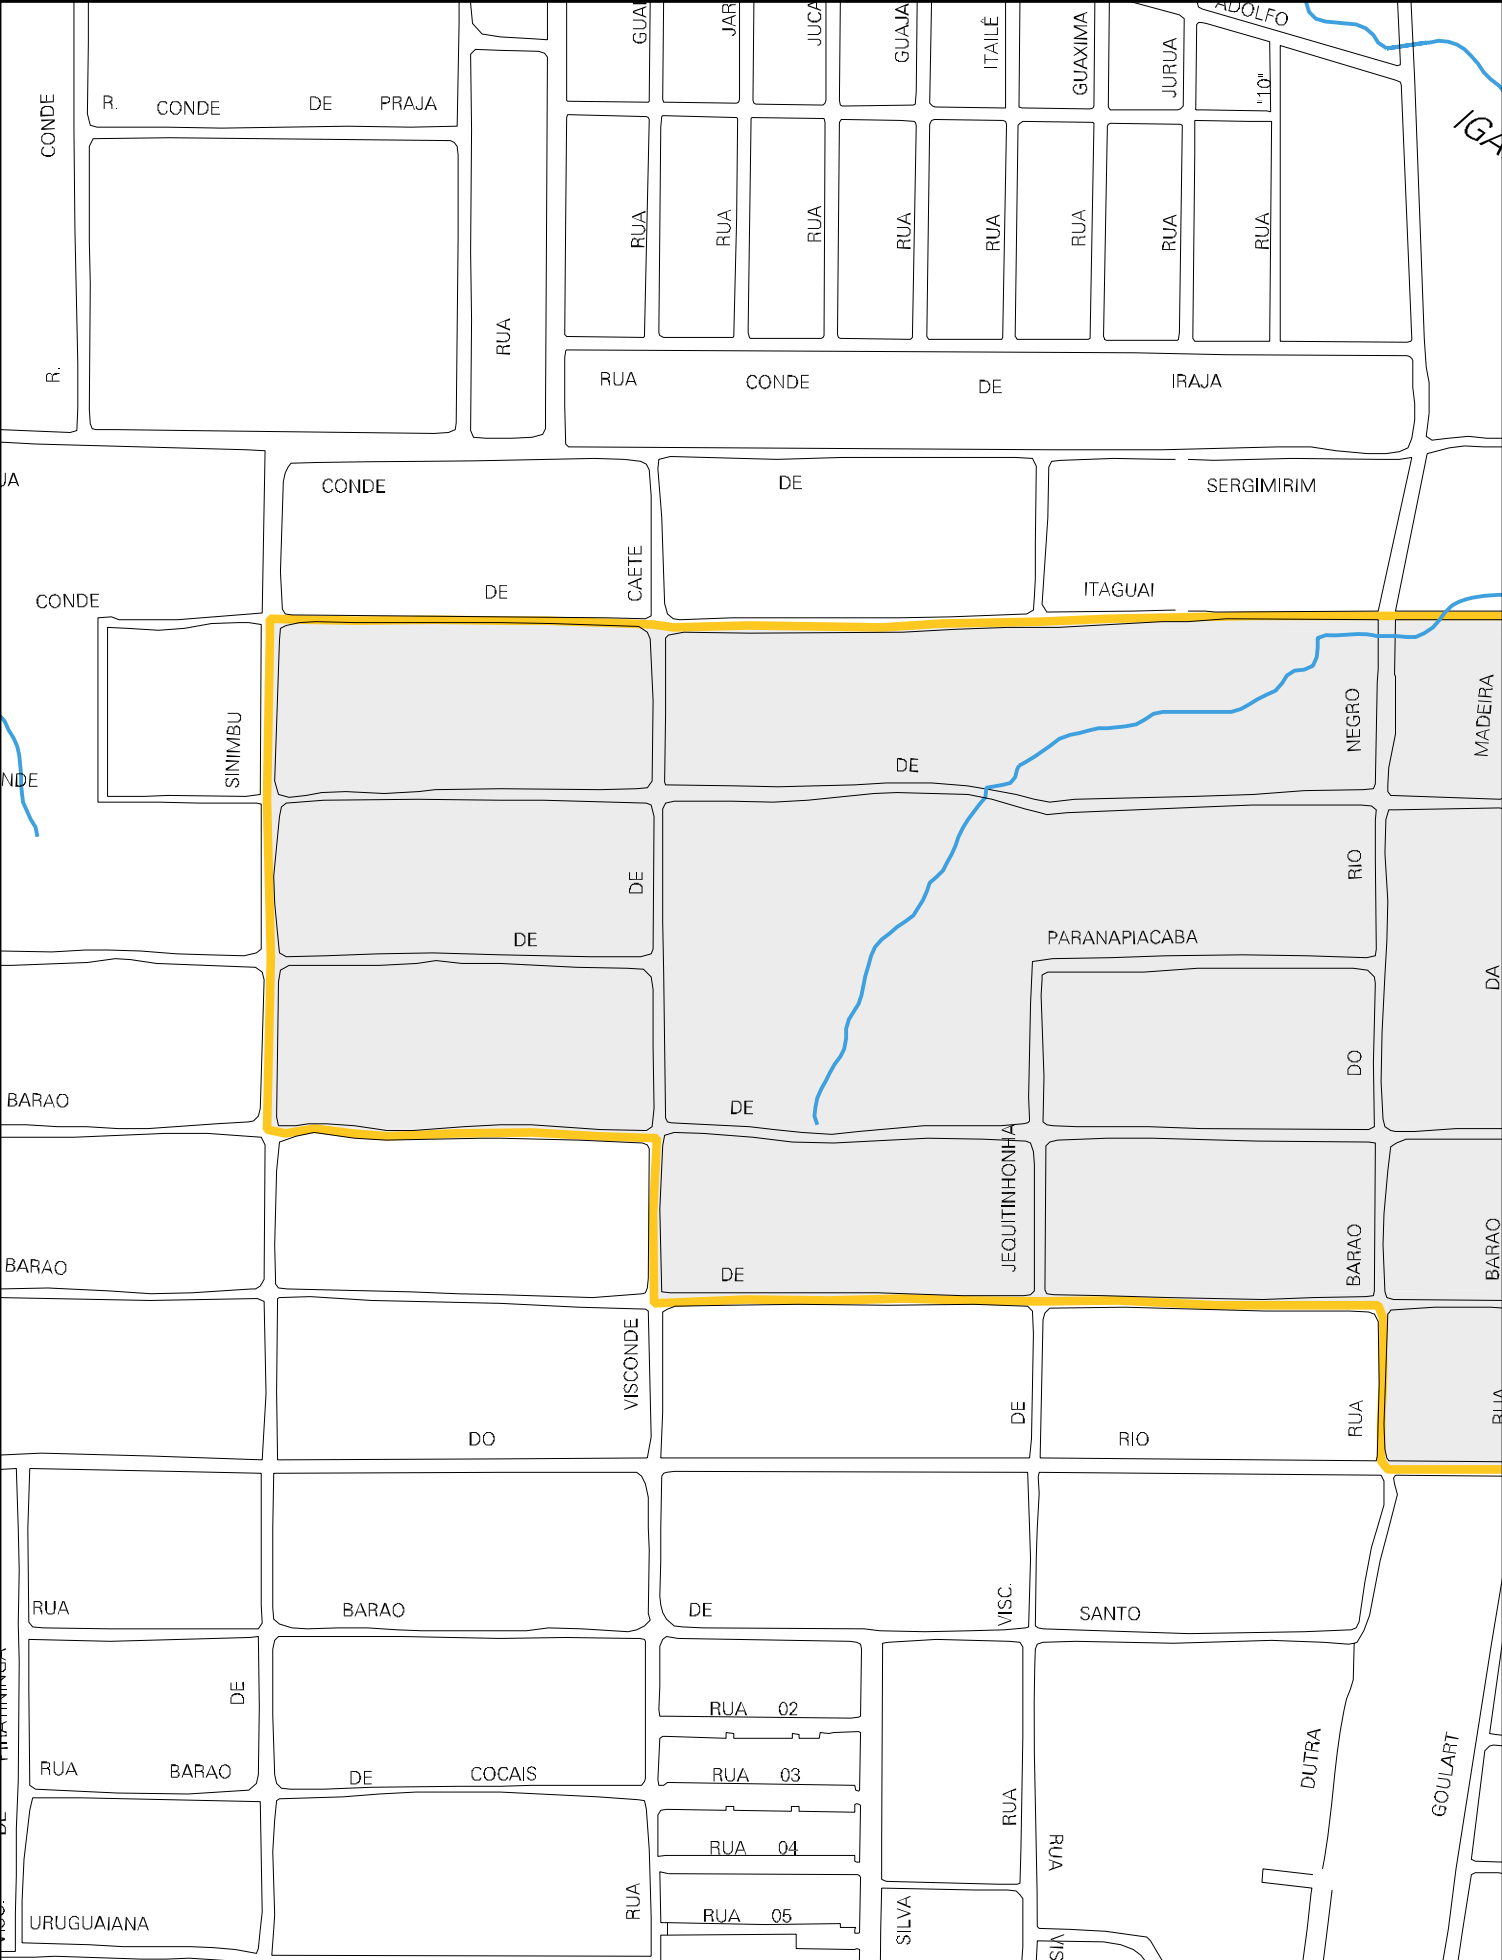 ADOLFO
JURUA
GUAXIMA
ITAILÊ
"10"
CONDE
R. CONDE DE PRAJA
IGA
RUA
RUA
RUA
RUA
RUA
RUA
RUA
RUA
RUA
R.
RUA CONDE DE IRAJA
CONDE DE SERGIMIRIM
CAETE
CONDE DE ITAGUAI
SINIMBU
NEGRO
MADEIRA
NDE DE
DE
RIO
DE PARANAPIACABA
DA
DO
BARAO DE
JEQUITINHONHA
BARAO
BARAO
BARAO DE
VISCONDE
DE
RUA
RUA
DO RIO
VISC.
RUA BARAO DE SANTO
DE
RUA 02
DUTRA
GOULART
RUA BARAO DE COCAIS
RUA 03
RUA
RUA 04
RUA
RUA
RUA 05
SILVA
URUGUAIANA
VIS